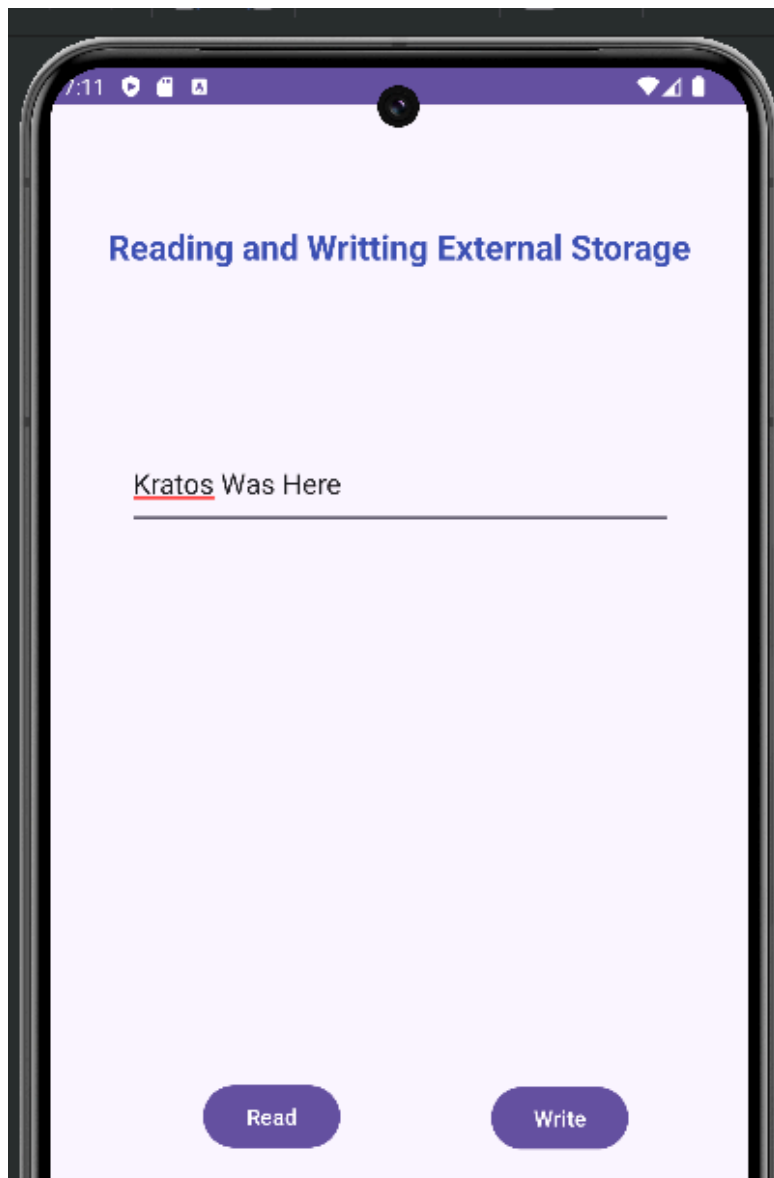 7:11
Reading and Writting External Storage
Kratos Was Here
Read
Write